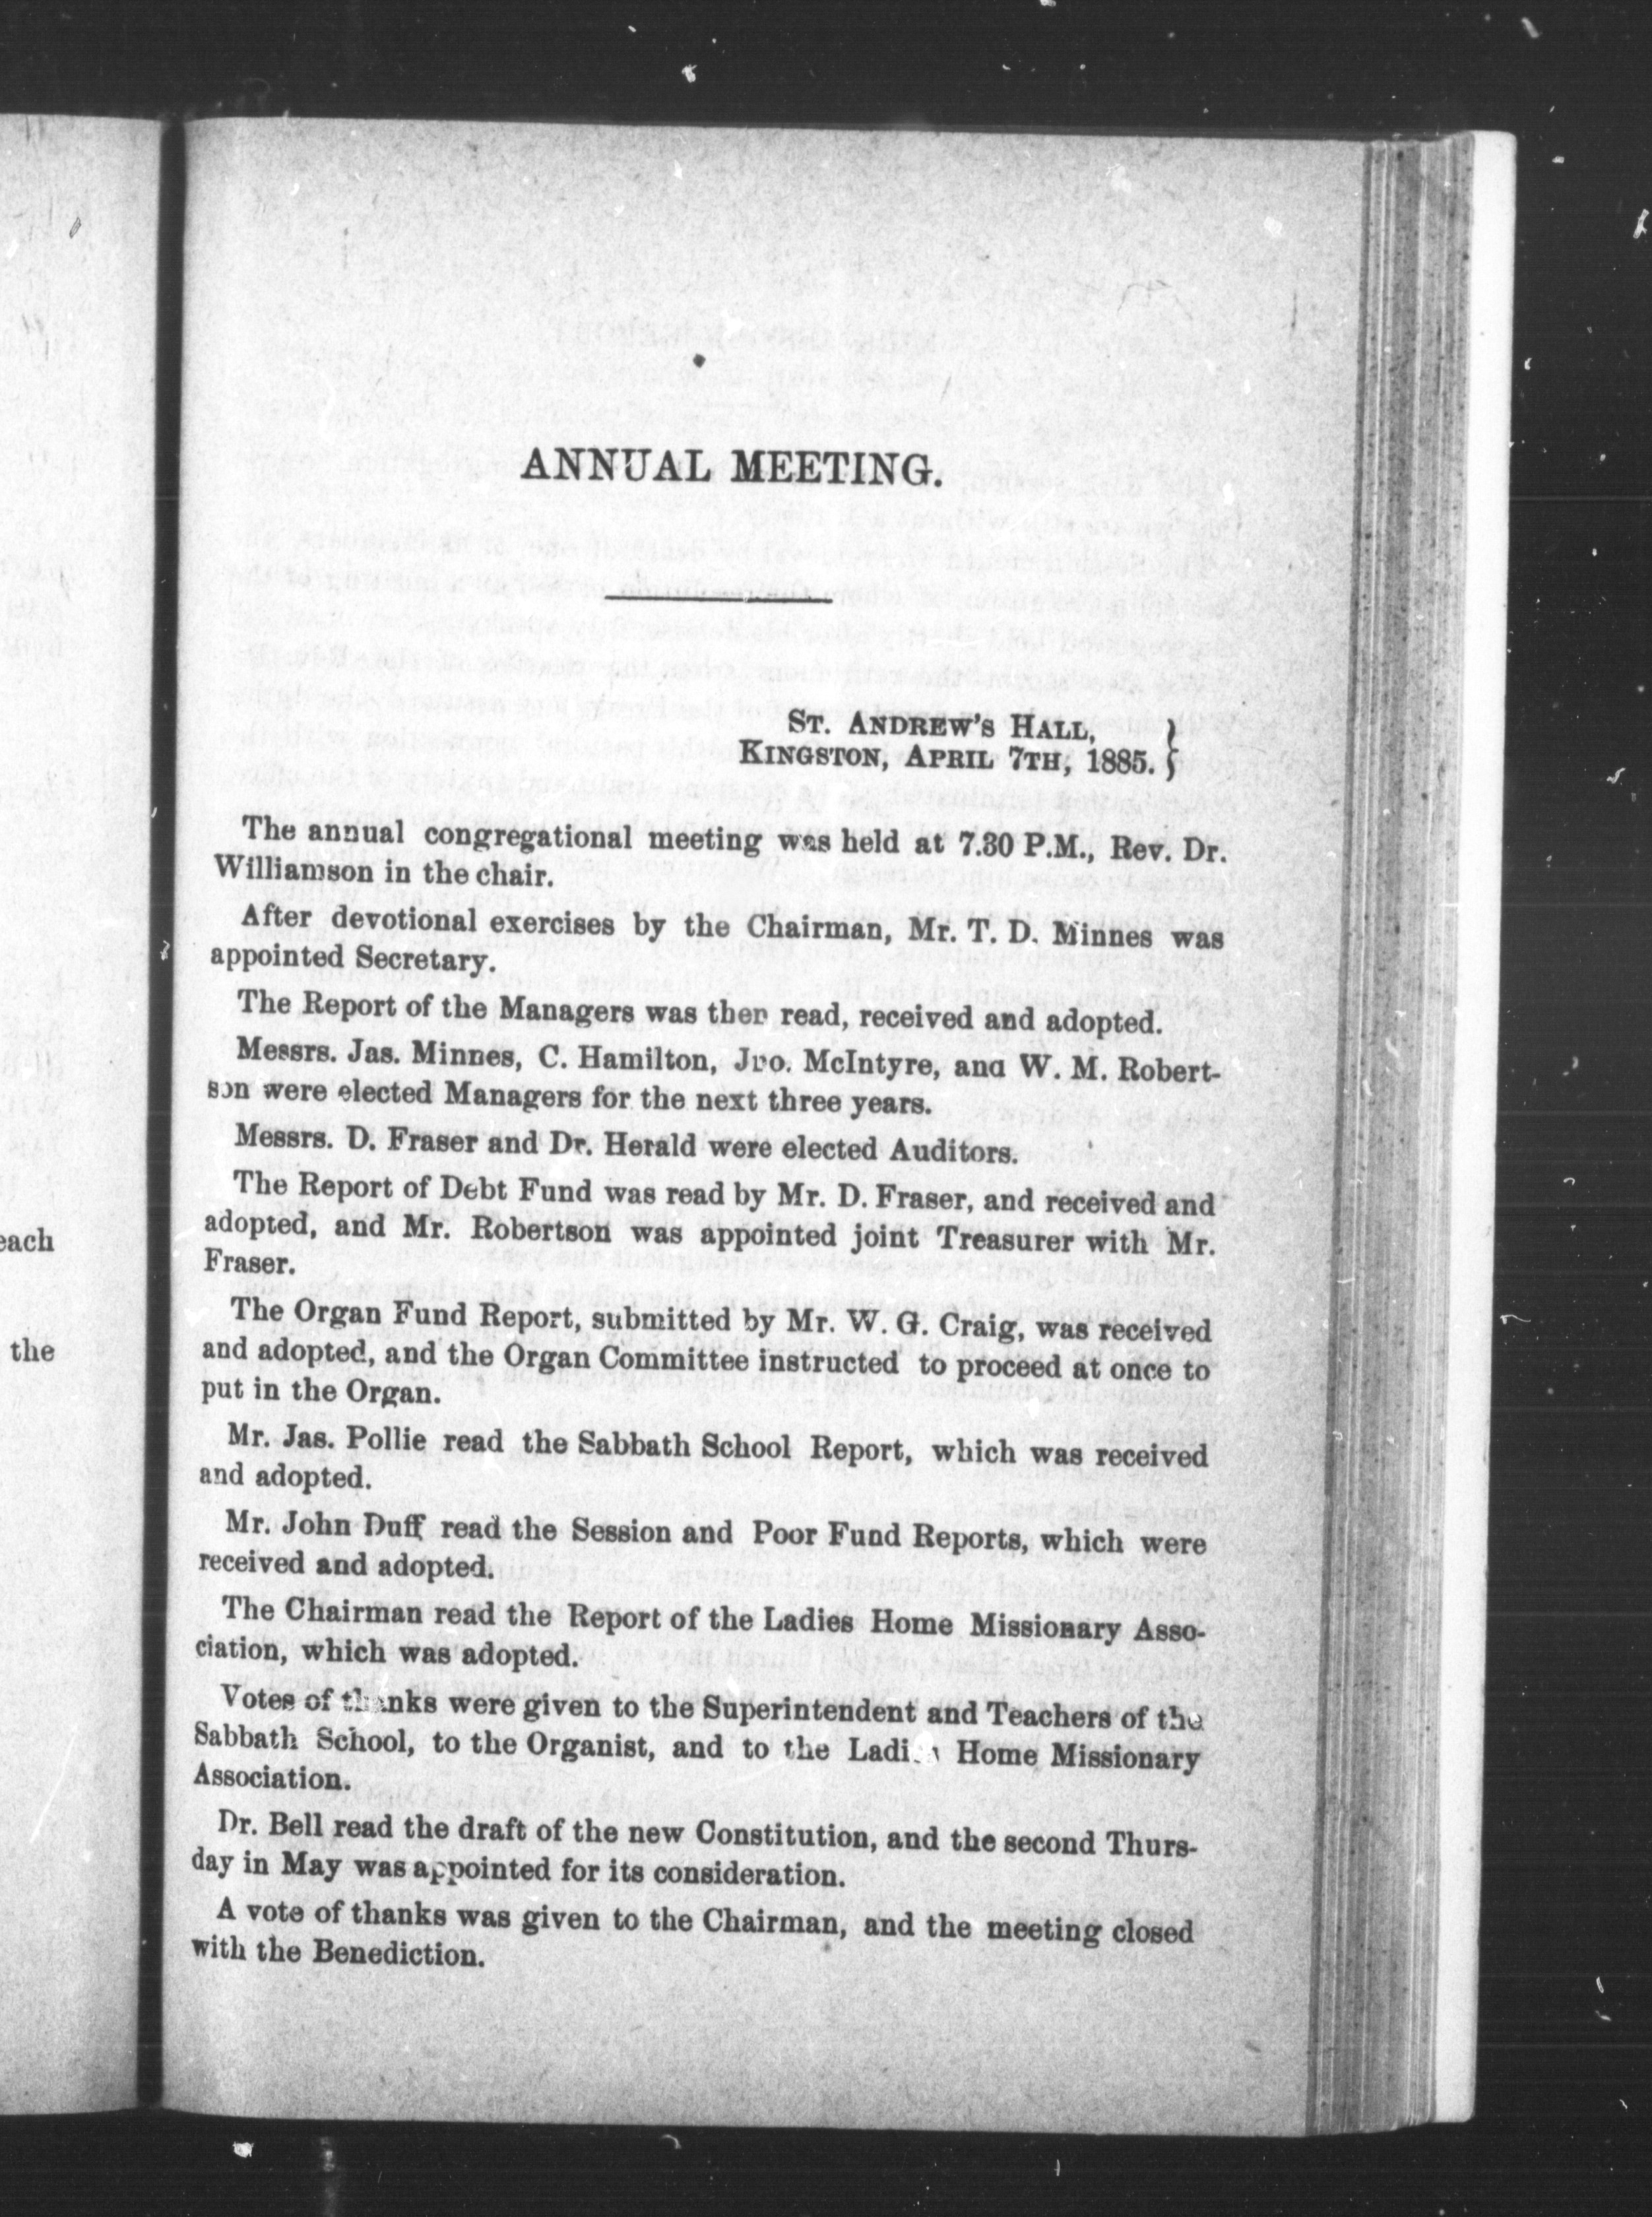 each
the
ANNUAL MEETING.
ST. ANDREW'S HALL,
KINGSTON, APRIL 7TH, 1885. }
The annual congregational meeting was held at 7.30 P.M., Rev. Dr.
Williamson in the chair.
After devotional exercises by the Chairman, Mr. T. D. Minnes was
appointed Secretary.
The Report of the Managers was then read, received and adopted.
Messrs. Jas. Minnes, C. Hamilton, Jno. McIntyre, and W. M. Robert-
son were elected Managers for the next three years.
Messrs. D. Fraser and Dr. Herald were elected Auditors.
The Report of Debt Fund was read by Mr. D. Fraser, and received and
adopted, and Mr. Robertson was appointed joint Treasurer with Mr.
Fraser.
The Organ Fund Report, submitted by Mr. W. G. Craig, was received
and adopted, and the Organ Committee instructed to proceed at once to
put in the Organ.
Mr. Jas. Pollie read the Sabbath School Report, which was received
and adopted.
Mr. John Duff read the Session and Poor Fund Reports, which were
received and adopted.
The Chairman read the Report of the Ladies Home Missionary Asso-
ciation, which was adopted.
Votes of thanks were given to the Superintendent and Teachers of the
Sabbath School, to the Organist, and to the Ladies Home Missionary
Association.
Dr. Bell read the draft of the new Constitution, and the second Thurs-
day in May was appointed for its consideration.
A vote of thanks was given to the Chairman, and the meeting closed
with the Benediction.